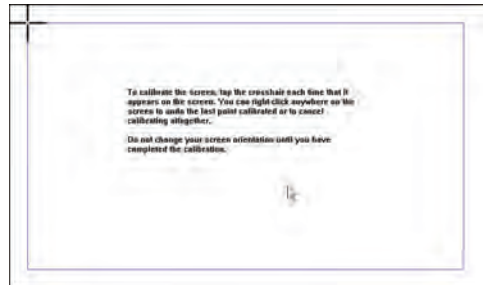 To calibrate the screen, tap the crosshair each time that it
appears on the screen. You can right-click anywhere on the
screen to undo the last point calibrated or to cancel
calibrating altogether.
Do not change your screen orientation until you have
completed the calibration.